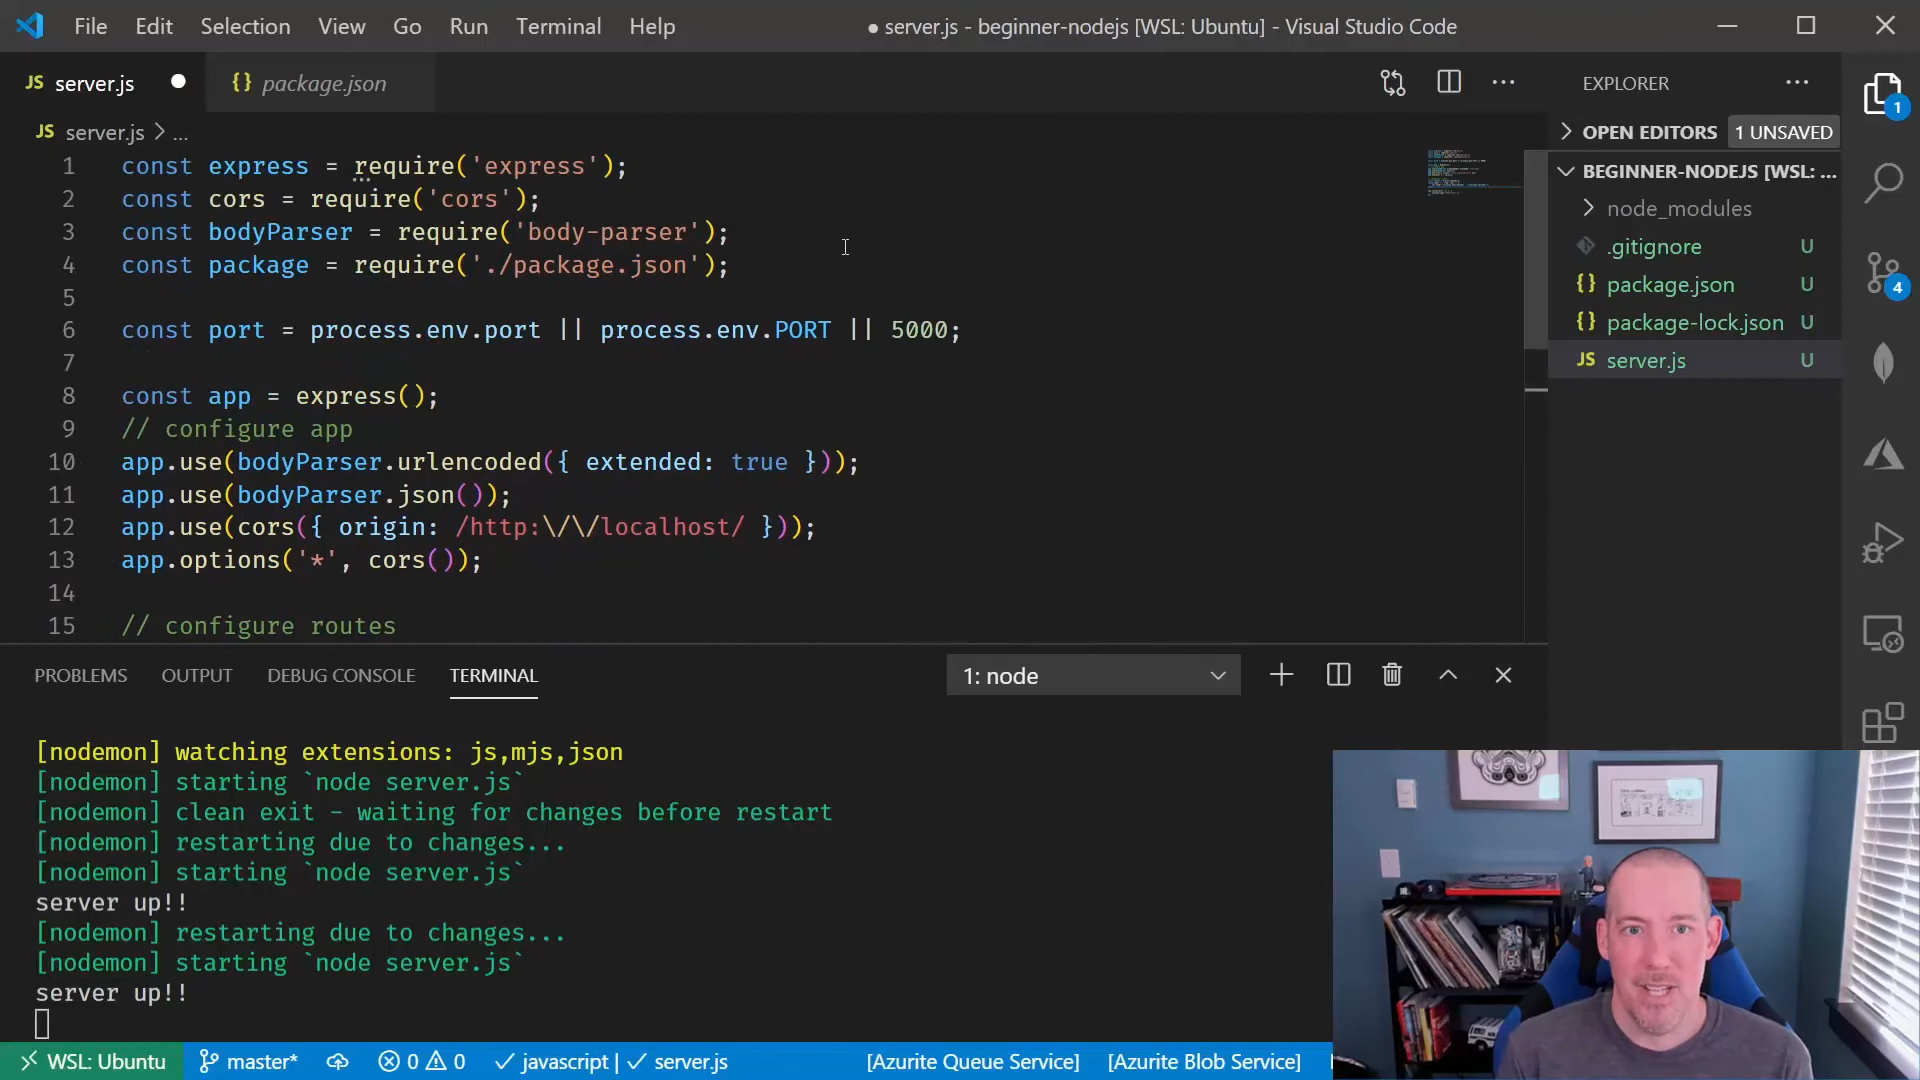 File Edit Selection View Go Run Terminal Help
● server.js - beginner-nodejs [WSL: Ubuntu] - Visual Studio Code
JS server.js ●
{} package.json
JS server.js > ...
1 const express = require('express');
2 const cors = require('cors');
3 const bodyParser = require('body-parser');
4 const package = require('./package.json');
5
6 const port = process.env.port || process.env.PORT || 5000;
7
8 const app = express();
9 // configure app
10 app.use(bodyParser.urlencoded({ extended: true }));
11 app.use(bodyParser.json());
12 app.use(cors({ origin: /http:\/\/localhost/ }));
13 app.options('*', cors());
14
15 // configure routes
EXPLORER ...
OPEN EDITORS 1 UNSAVED
BEGINNER-NODEJS [WSL: ...
node_modules
.gitignore U
{} package.json U
{} package-lock.json U
JS server.js U
1
4
PROBLEMS OUTPUT DEBUG CONSOLE TERMINAL
1: node
[nodemon] watching extensions: js,mjs,json
[nodemon] starting `node server.js`
[nodemon] clean exit - waiting for changes before restart
[nodemon] restarting due to changes...
[nodemon] starting `node server.js`
server up!!
[nodemon] restarting due to changes...
[nodemon] starting `node server.js`
server up!!
WSL: Ubuntu master* 0 0 javascript | server.js [Azurite Queue Service] [Azurite Blob Service]